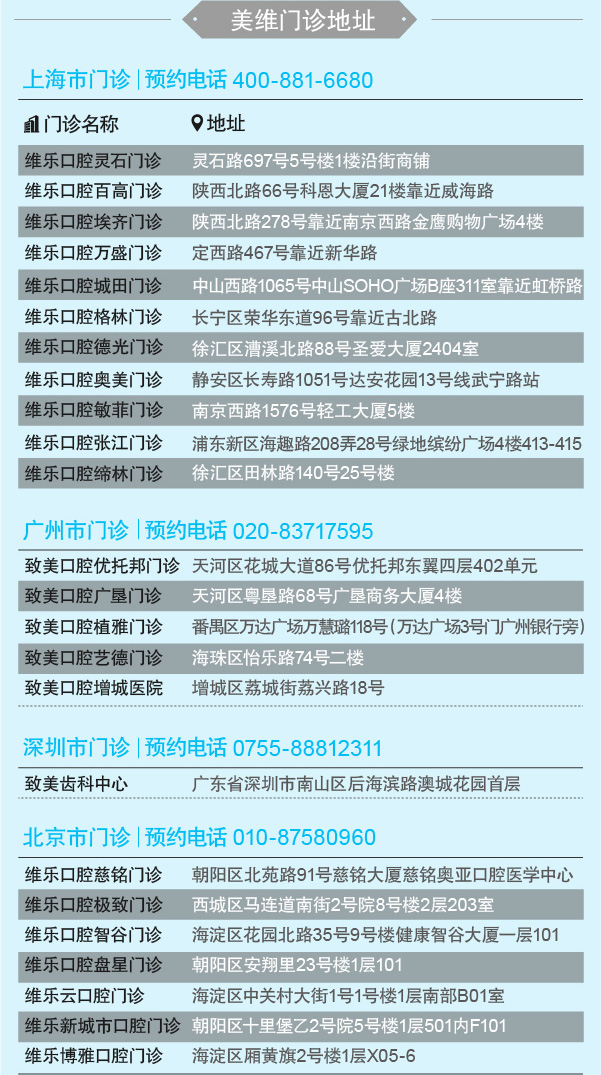 美维门诊地址
上海市门诊|预约电话 400-881-6680
门诊名称 地址
维乐口腔灵石门诊 灵石路697号5号楼1楼沿街商铺
维乐口腔百高门诊 陕西北路66号科恩大厦21楼靠近威海路
维乐口腔埃齐门诊 陕西北路278号靠近南京西路金鹰购物广场4楼
维乐口腔万盛门诊 定西路467号靠近新华路
维乐口腔城田门诊 中山西路1065号中山SOHO广场B座311室靠近虹桥路
维乐口腔格林门诊 长宁区荣华东道96号靠近古北路
维乐口腔德光门诊 徐汇区漕溪北路88号圣爱大厦2404室
维乐口腔奥美门诊 静安区长寿路1051号达安花园13号线武宁路站
维乐口腔敏菲门诊 南京西路1576号轻工大厦5楼
维乐口腔张江门诊 浦东新区海趣路208弄28号绿地缤纷广场4楼413-415
维乐口腔缔林门诊 徐汇区田林路140号25号楼
广州市门诊|预约电话 020-83717595
致美口腔优托邦门诊 天河区花城大道86号优托邦东翼四层402单元
致美口腔广垦门诊 天河区粤垦路68号广垦商务大厦4楼
致美口腔植雅门诊 番禺区万达广场万慧璐118号(万达广场3号门广州银行旁)
致美口腔艺德门诊 海珠区怡乐路74号二楼
致美口腔增城医院 增城区荔城街荔兴路18号
深圳市门诊|预约电话 0755-88812311
致美齿科中心 广东省深圳市南山区后海滨路澳城花园首层
北京市门诊|预约电话 010-87580960
维乐口腔慈铭门诊 朝阳区北苑路91号慈铭大厦慈铭奥亚口腔医学中心
维乐口腔极致门诊 西城区马连道南街2号院8号楼2层203室
维乐口腔智谷门诊 海淀区花园北路35号9号楼健康智谷大厦一层101
维乐口腔盘星门诊 朝阳区安翔里23号楼1层101
维乐云口腔门诊 海淀区中关村大街1号1号楼1层南部B01室
维乐新城市口腔门诊 朝阳区十里堡乙2号院5号楼1层501内F101
维乐博雅口腔门诊 海淀区厢黄旗2号楼1层X05-6